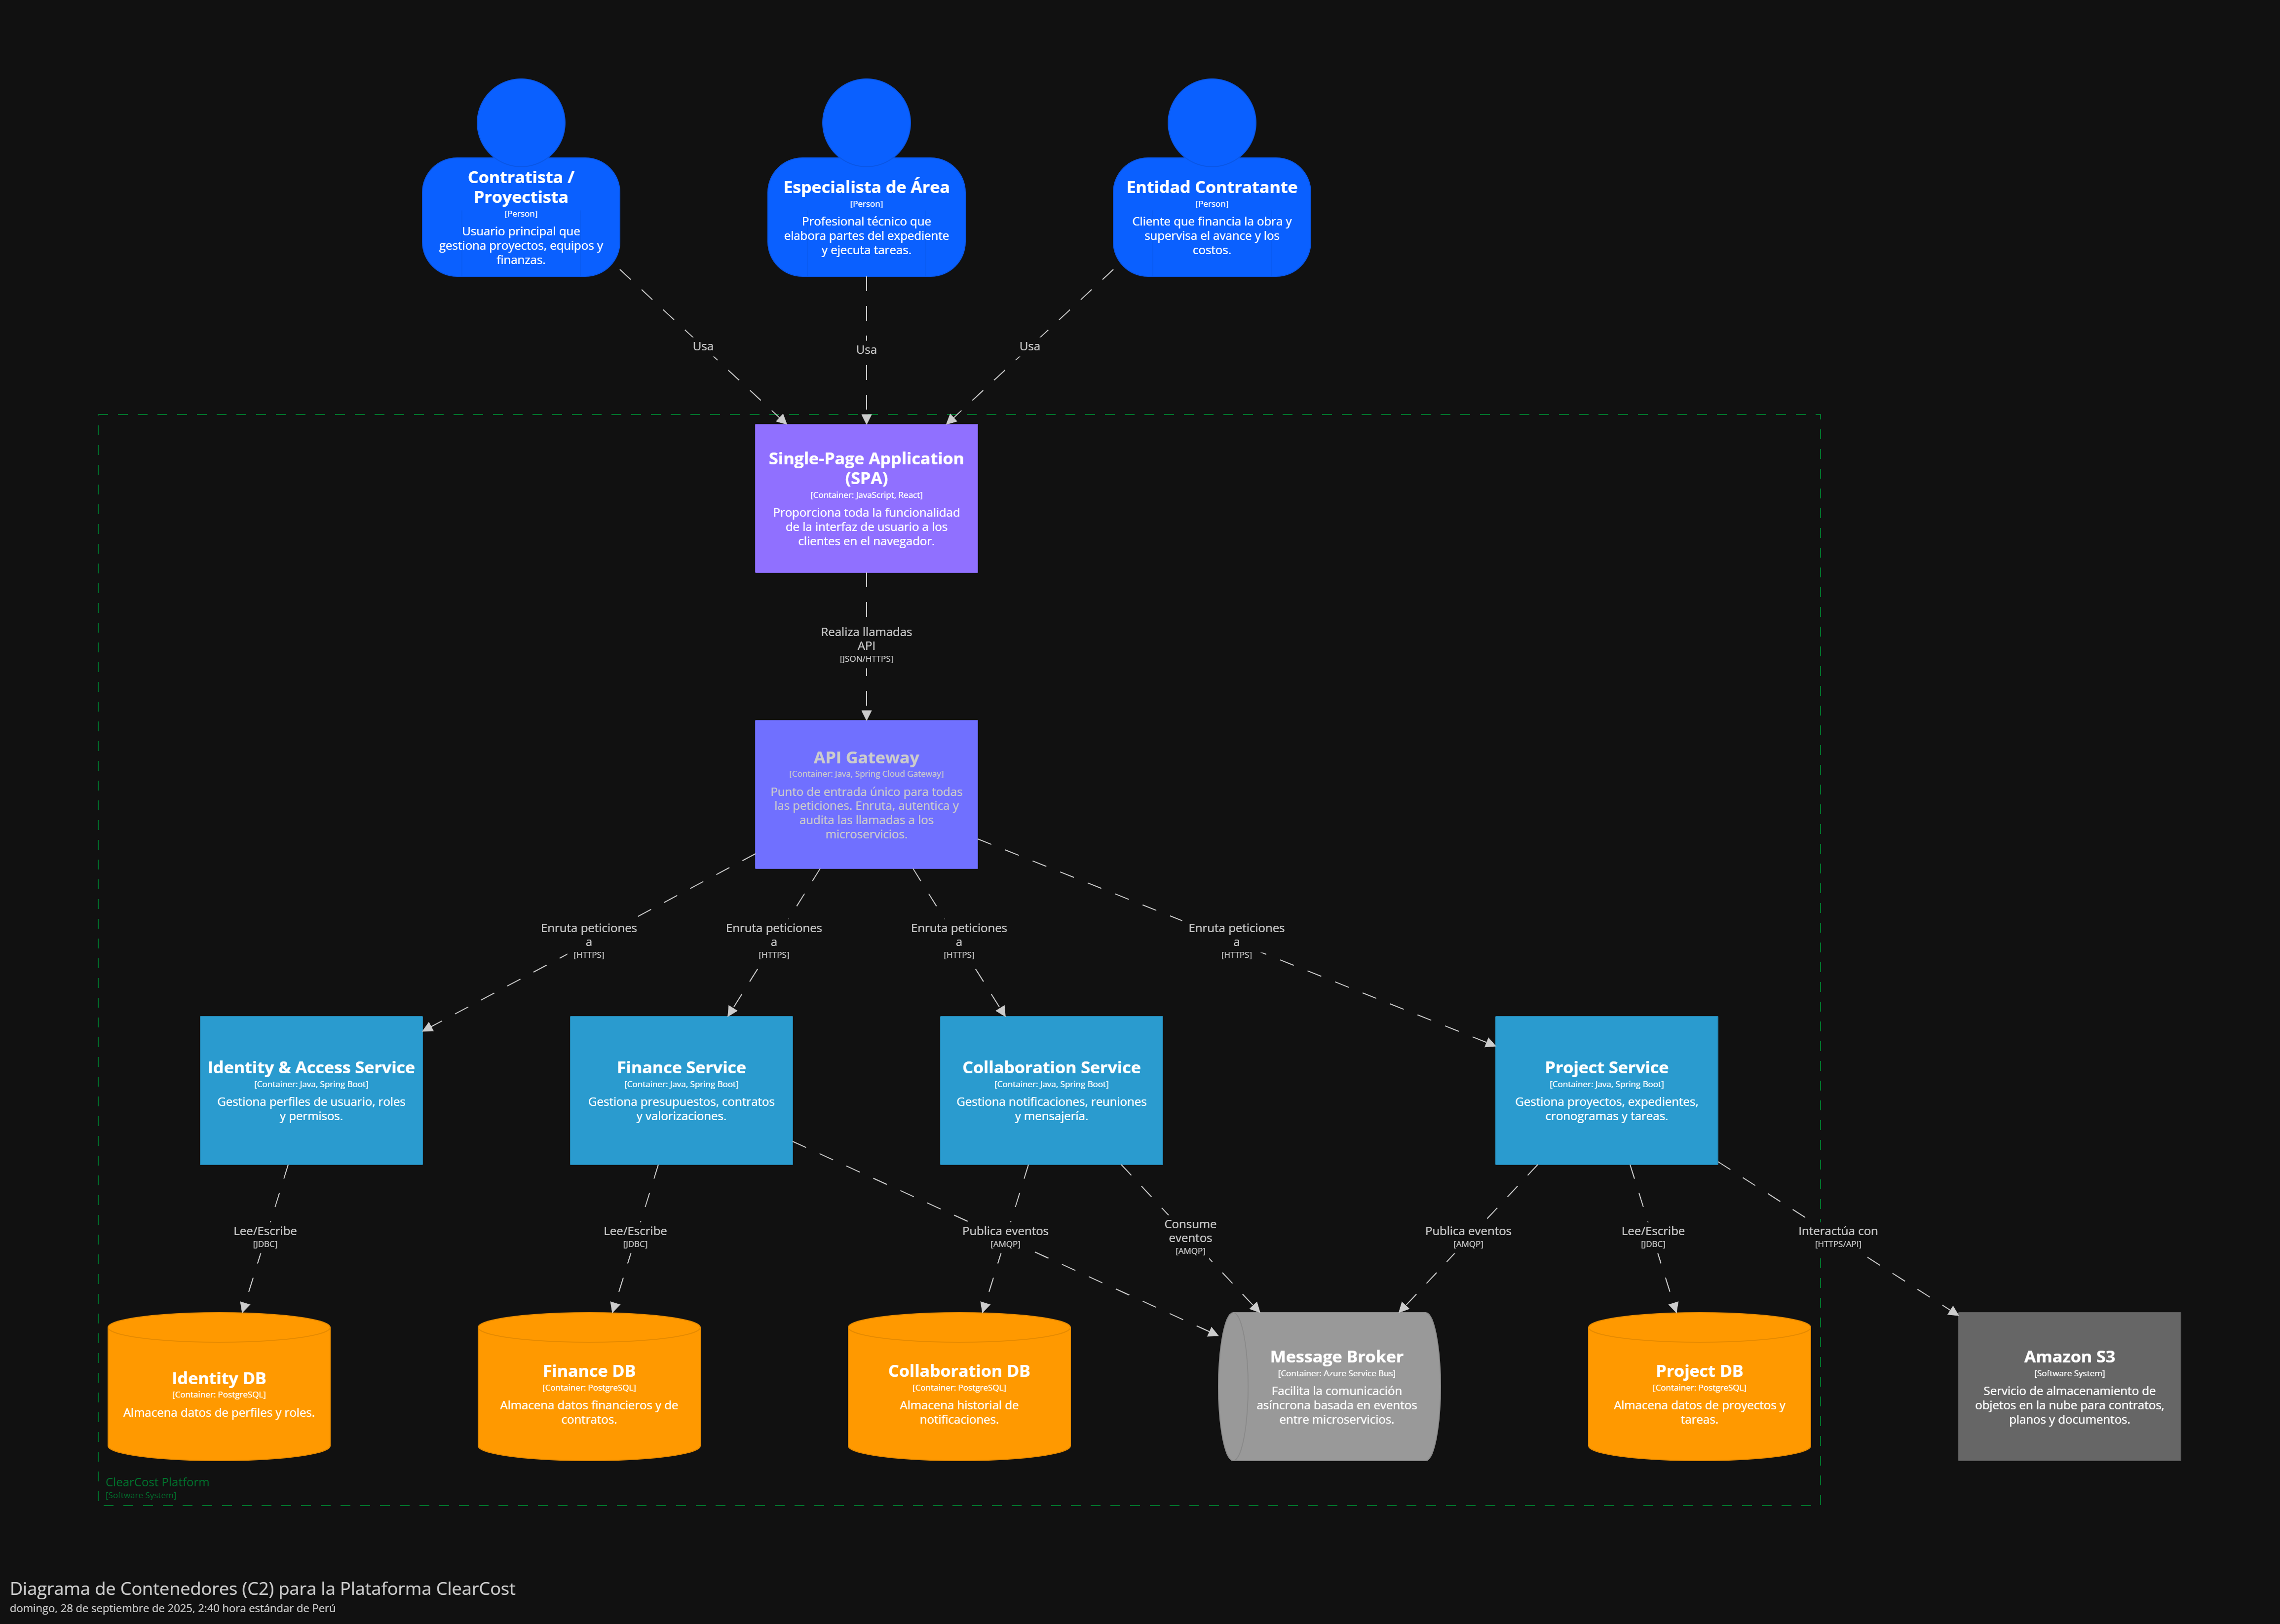 Contratista /
Proyectista
[Person]
Usuario principal que
gestiona proyectos, equipos y
finanzas.
Especialista de Área
[Person]
Profesional técnico que
elabora partes del expediente
y ejecuta tareas.
Entidad Contratante
[Person]
Cliente que financia la obra y
supervisa el avance y los
costos.
Usa
Usa
Usa
Single-Page Application
(SPA)
[Container: JavaScript, React]
Proporciona toda la funcionalidad
de la interfaz de usuario a los
clientes en el navegador.
Realiza llamadas
API
[JSON/HTTPS]
API Gateway
[Container: Java, Spring Cloud Gateway]
Punto de entrada único para todas
las peticiones. Enruta, autentica y
audita las llamadas a los
microservicios.
Enruta peticiones
a
[HTTPS]
Enruta peticiones
a
[HTTPS]
Enruta peticiones
a
[HTTPS]
Enruta peticiones
a
[HTTPS]
Identity & Access Service
[Container: Java, Spring Boot]
Gestiona perfiles de usuario, roles
y permisos.
Finance Service
[Container: Java, Spring Boot]
Gestiona presupuestos, contratos
y valorizaciones.
Collaboration Service
[Container: Java, Spring Boot]
Gestiona notificaciones, reuniones
y mensajería.
Project Service
[Container: Java, Spring Boot]
Gestiona proyectos, expedientes,
cronogramas y tareas.
Lee/Escribe
[JDBC]
Lee/Escribe
[JDBC]
Publica eventos
[AMQP]
Consume
eventos
[AMQP]
Publica eventos
[AMQP]
Lee/Escribe
[JDBC]
Interactúa con
[HTTPS/API]
Identity DB
[Container: PostgreSQL]
Almacena datos de perfiles y roles.
Finance DB
[Container: PostgreSQL]
Almacena datos financieros y de
contratos.
Collaboration DB
[Container: PostgreSQL]
Almacena historial de
notificaciones.
Message Broker
[Container: Azure Service Bus]
Facilita la comunicación
asíncrona basada en eventos
entre microservicios.
Project DB
[Container: PostgreSQL]
Almacena datos de proyectos y
tareas.
Amazon S3
[Software System]
Servicio de almacenamiento de
objetos en la nube para contratos,
planos y documentos.
ClearCost Platform
[Software System]
Diagrama de Contenedores (C2) para la Plataforma ClearCost
domingo, 28 de septiembre de 2025, 2:40 hora estándar de Perú